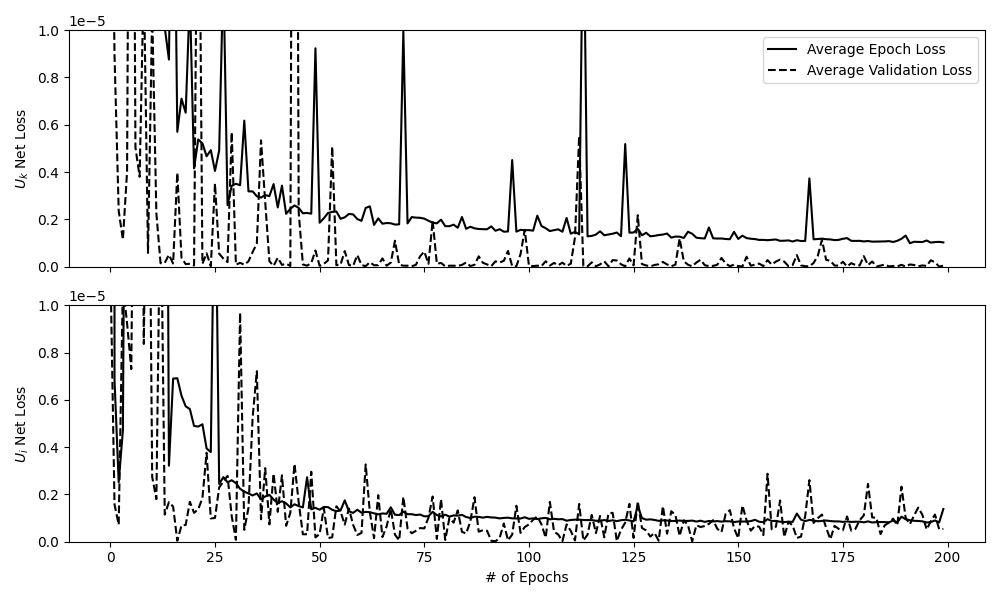 1e−5
1.0
0.8
0.6
0.4
0.2
0.0
U_k Net Loss
Average Epoch Loss
Average Validation Loss
1e−5
1.0
0.8
0.6
0.4
0.2
0.0
U_i Net Loss
0 25 50 75 100 125 150 175 200
# of Epochs